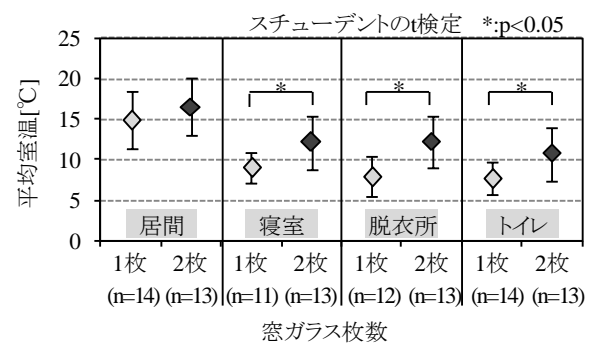 スチューデントのt検定 *:p<0.05
平均室温[℃]
25
20
15
10
5
0
* * *
居間 寝室 脱衣所 トイレ
1枚 2枚 1枚 2枚 1枚 2枚 1枚 2枚
(n=14) (n=13) (n=11) (n=13) (n=12) (n=13) (n=14) (n=13)
窓ガラス枚数